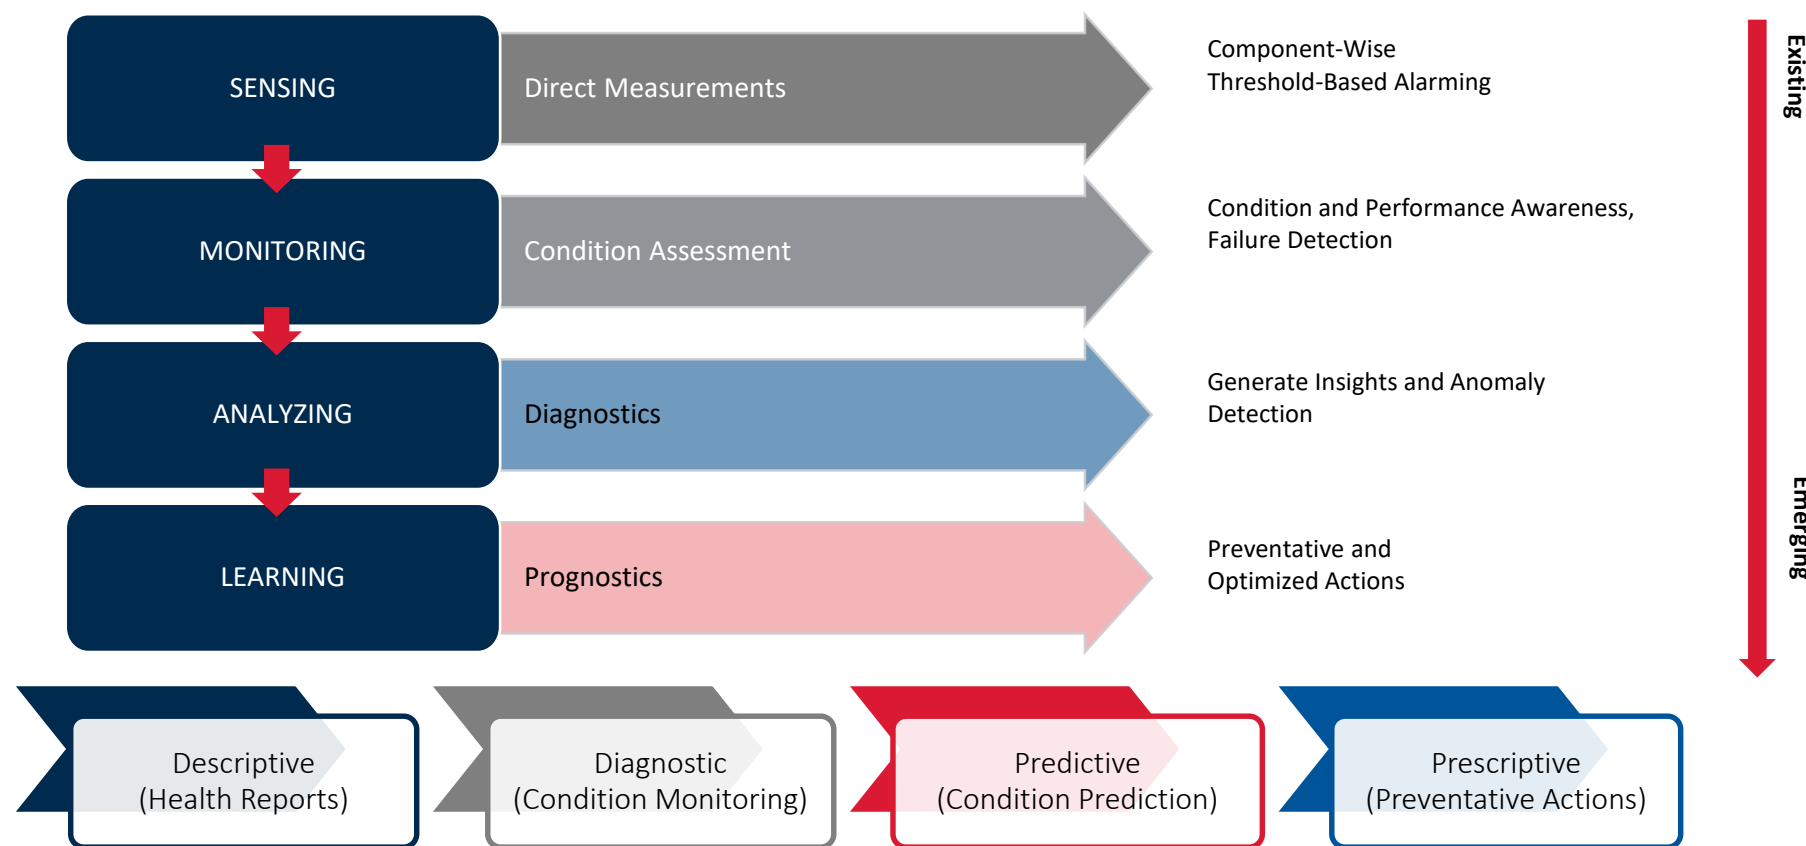 SENSING
Direct Measurements
Component-Wise
Threshold-Based Alarming
Existing
MONITORING
Condition Assessment
Condition and Performance Awareness,
Failure Detection
ANALYZING
Diagnostics
Generate Insights and Anomaly
Detection
Emerging
LEARNING
Prognostics
Preventative and
Optimized Actions
Descriptive
(Health Reports)
Diagnostic
(Condition Monitoring)
Predictive
(Condition Prediction)
Prescriptive
(Preventative Actions)